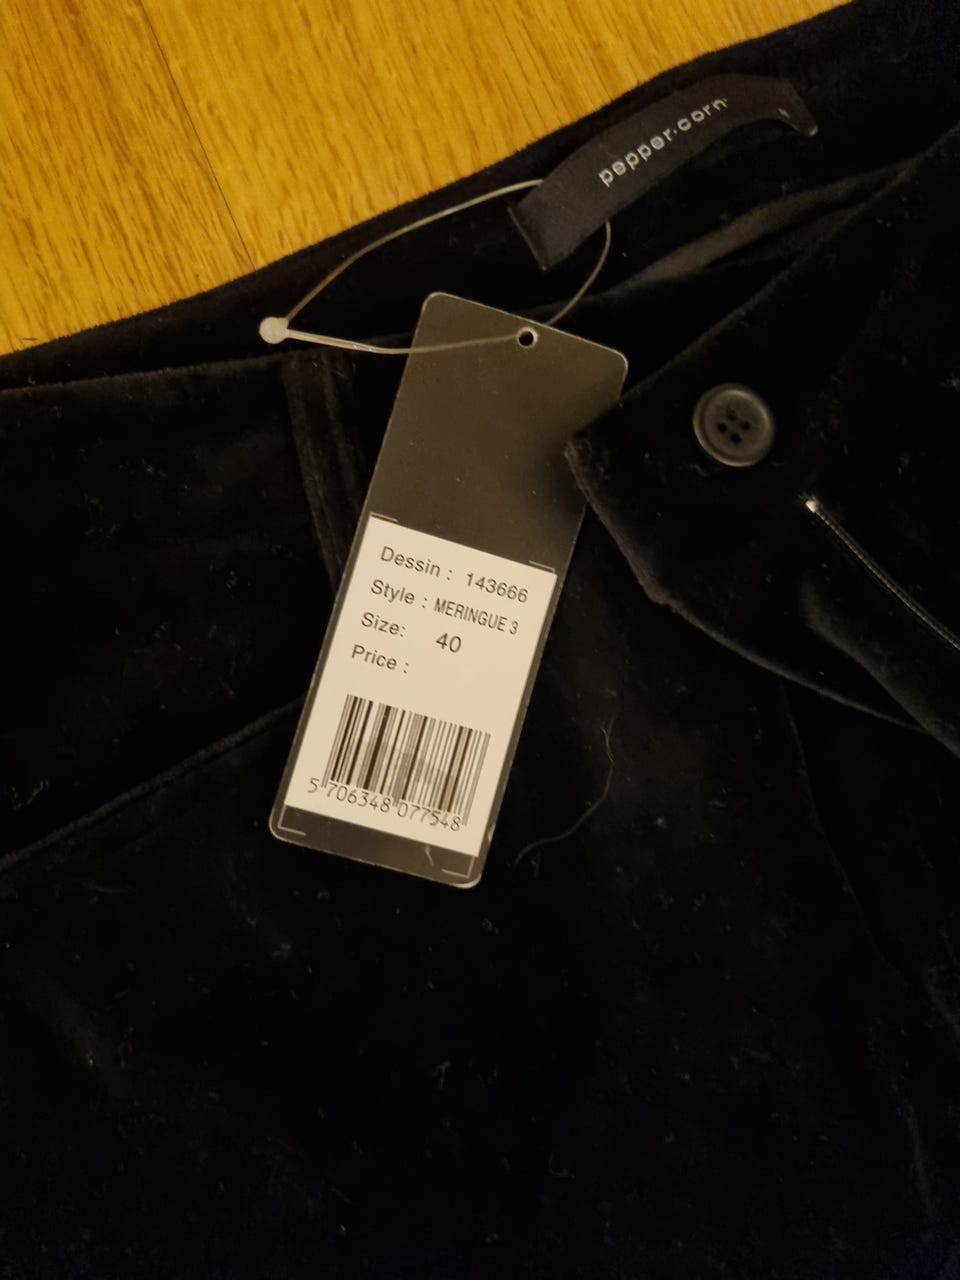 pepper·corn
Dessin : 143666
Style : MERINGUE 3
Size: 40
Price :
5 706348 077548